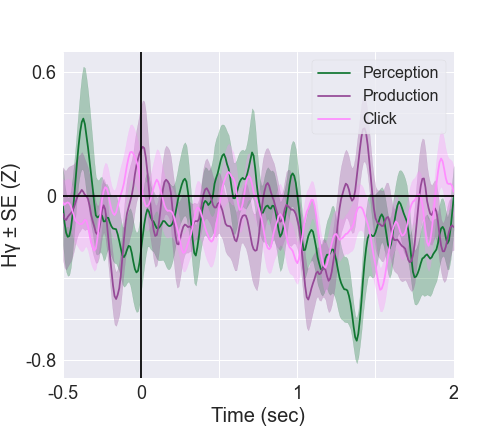 Perception
Production
Click
0.6
0
-0.8
Hγ ± SE (Z)
-0.5
0
1
2
Time (sec)